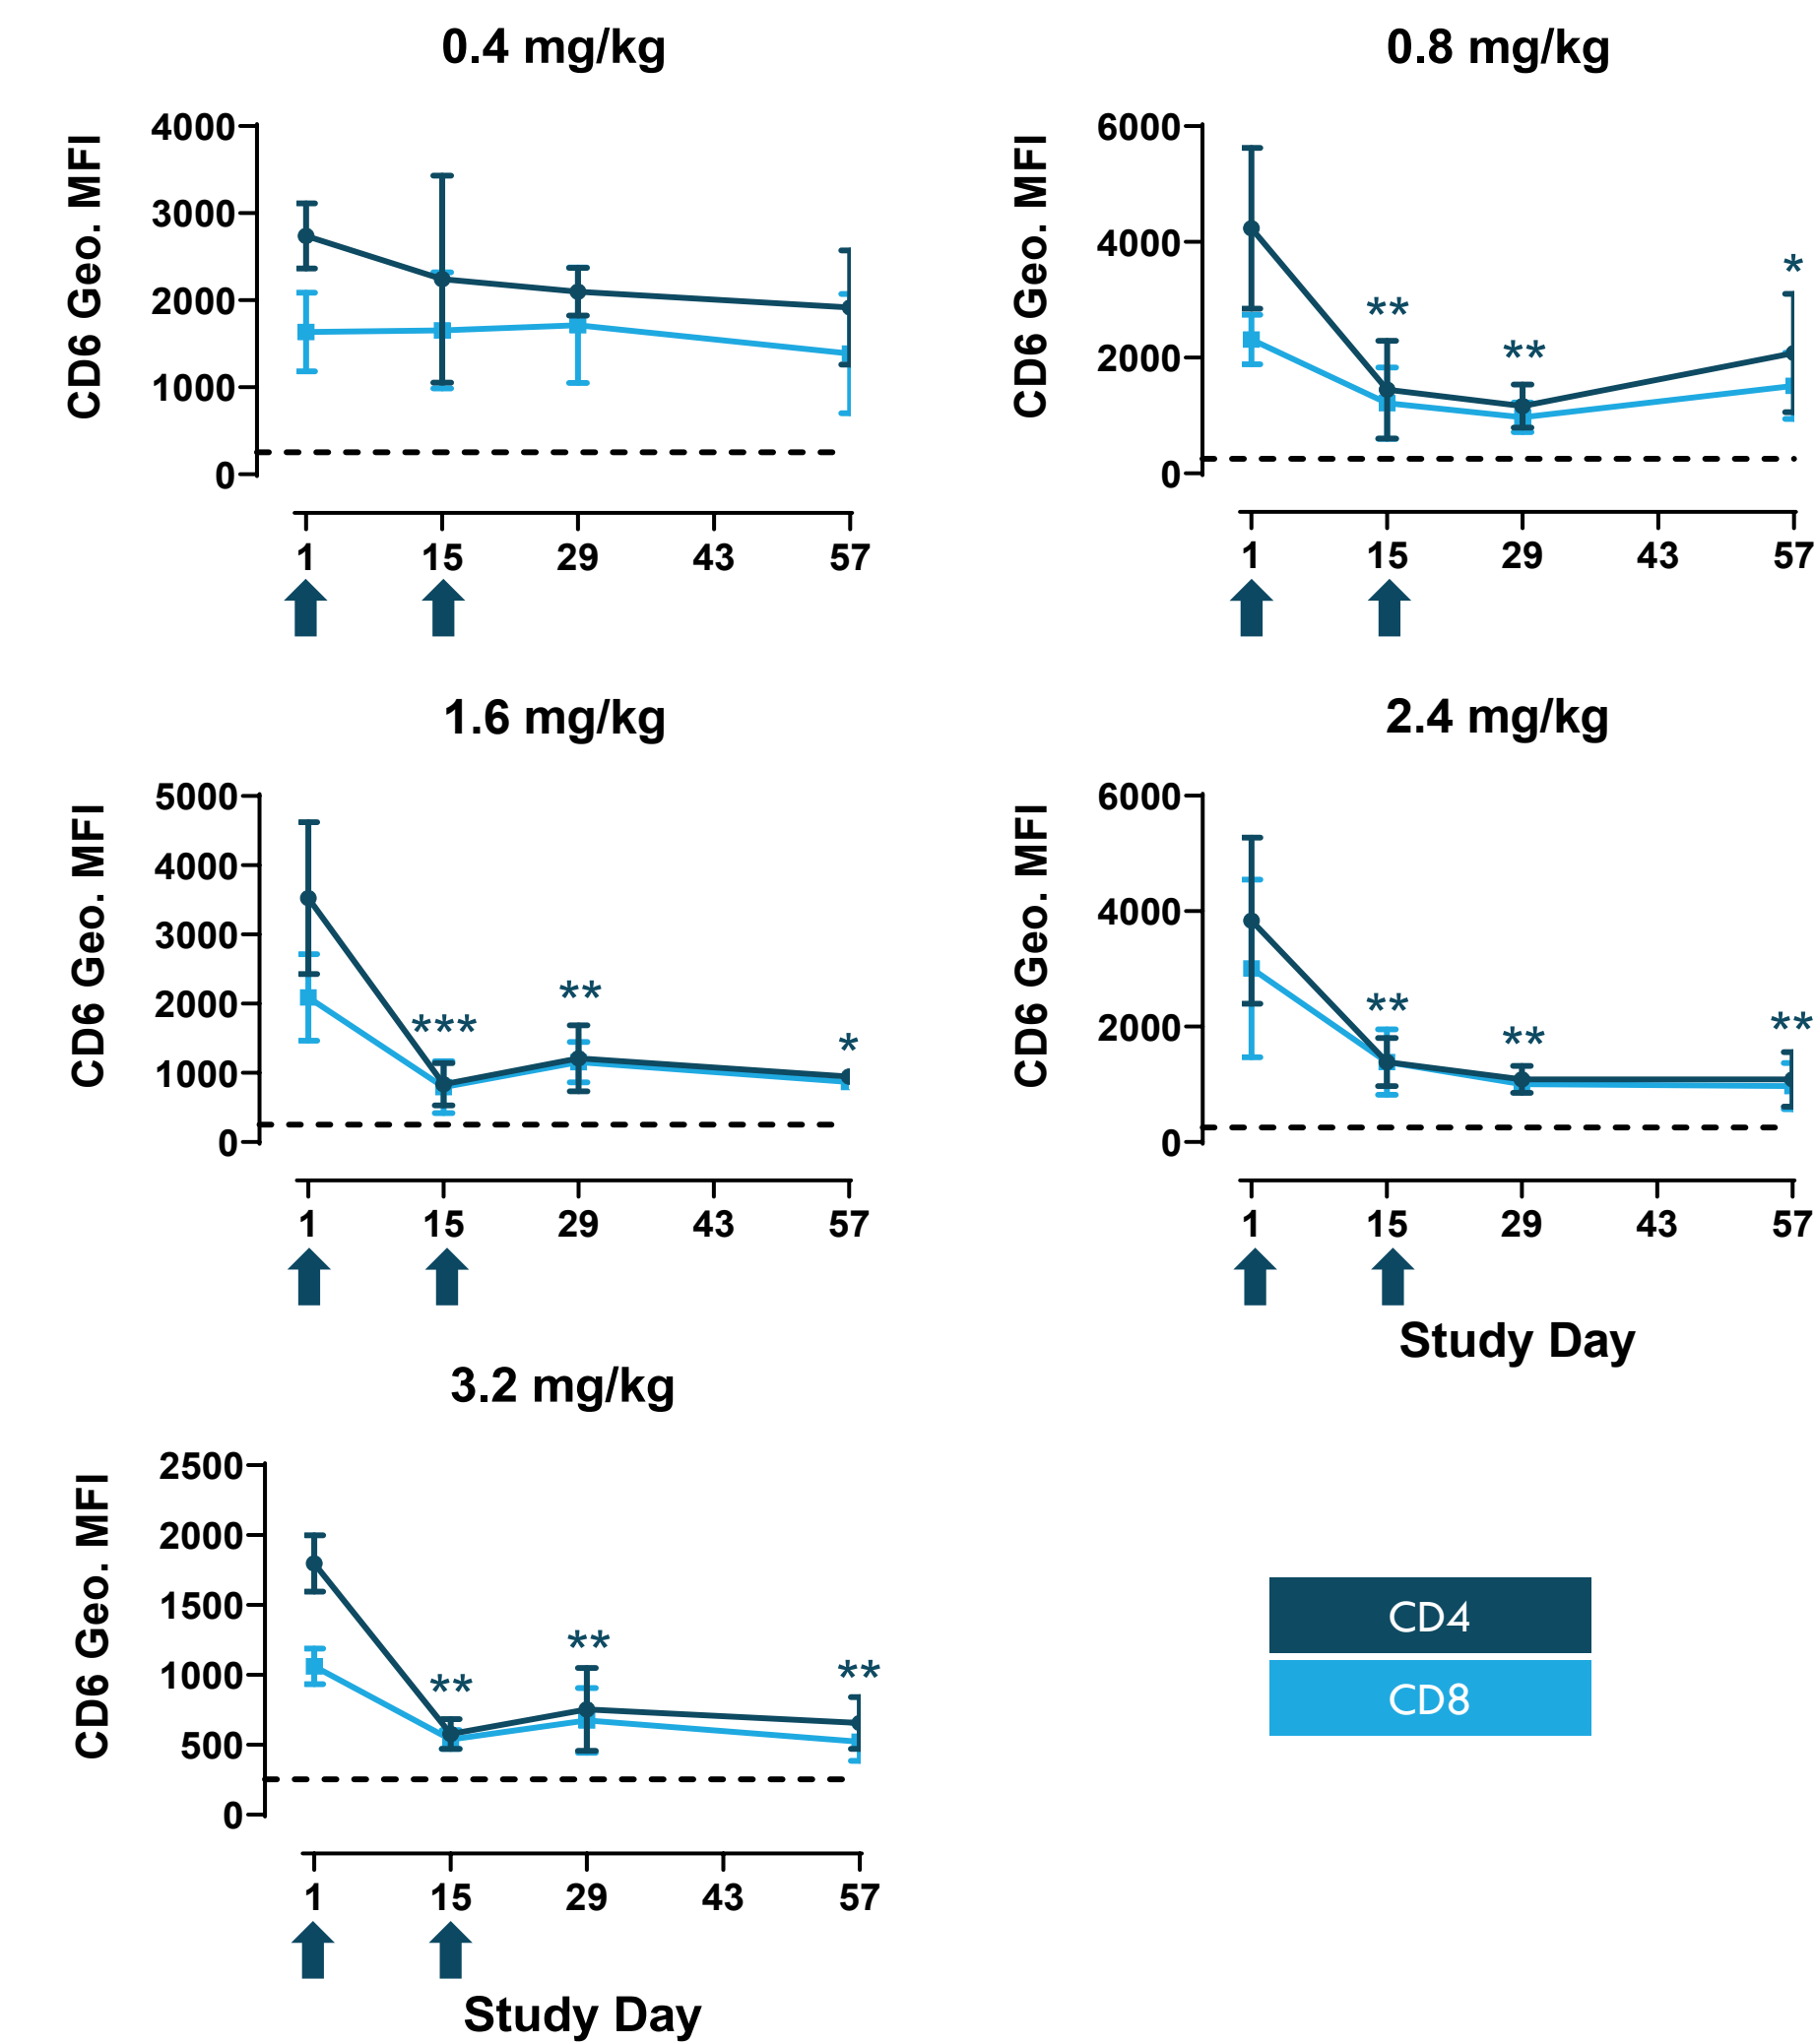 0.4 mg/kg
CD6 Geo. MFI
4000
3000
2000
1000
0
1 15 29 43 57
0.8 mg/kg
CD6 Geo. MFI
6000
4000
2000
0
** ** *
1 15 29 43 57
1.6 mg/kg
CD6 Geo. MFI
5000
4000
3000
2000
1000
0
*** ** *
1 15 29 43 57
2.4 mg/kg
CD6 Geo. MFI
6000
4000
2000
0
** ** **
1 15 29 43 57
Study Day
3.2 mg/kg
CD6 Geo. MFI
2500
2000
1500
1000
500
0
** ** **
1 15 29 43 57
Study Day
CD4
CD8